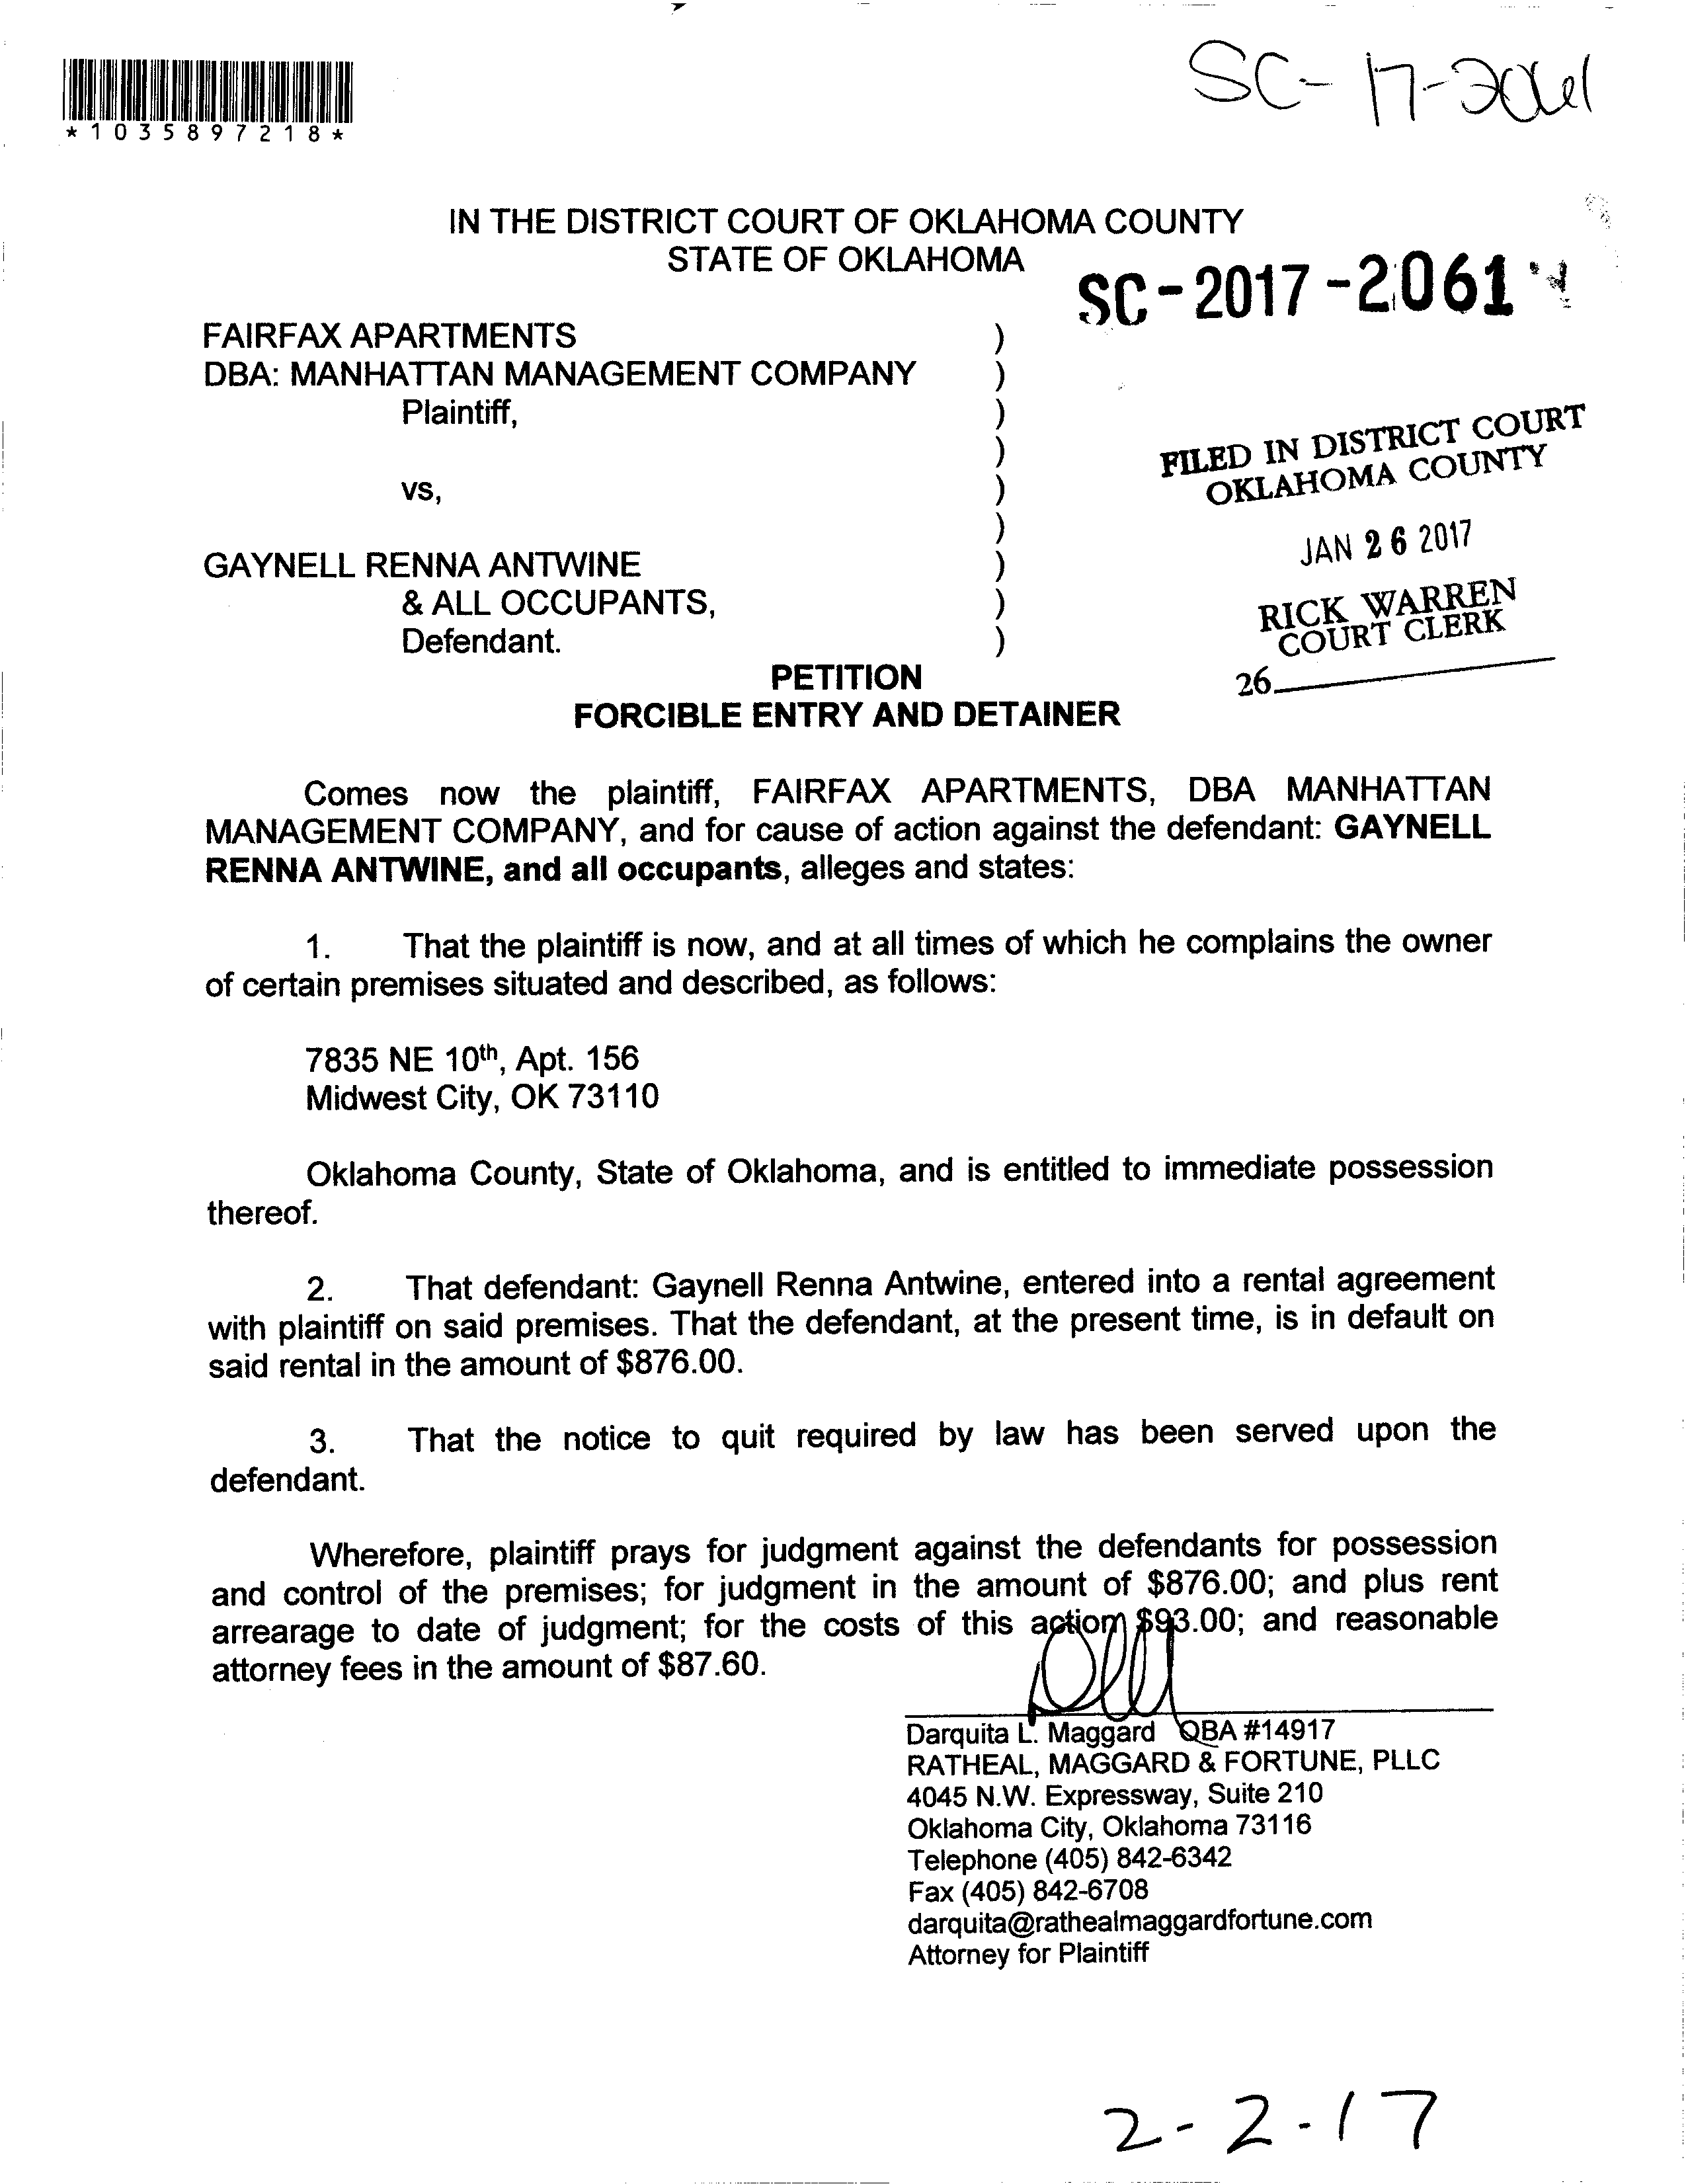 SC-17-2061
*1035897218*
IN THE DISTRICT COURT OF OKLAHOMA COUNTY
STATE OF OKLAHOMA
SC-2017-2061
FAIRFAX APARTMENTS )
DBA: MANHATTAN MANAGEMENT COMPANY )
Plaintiff, )
)
vs, )
)
GAYNELL RENNA ANTWINE )
& ALL OCCUPANTS, )
Defendant. )
FILED IN DISTRICT COURT
OKLAHOMA COUNTY
JAN 26 2017
RICK WARREN
COURT CLERK
26
PETITION
FORCIBLE ENTRY AND DETAINER
Comes now the plaintiff, FAIRFAX APARTMENTS, DBA MANHATTAN
MANAGEMENT COMPANY, and for cause of action against the defendant: GAYNELL
RENNA ANTWINE, and all occupants, alleges and states:
1. That the plaintiff is now, and at all times of which he complains the owner
of certain premises situated and described, as follows:
7835 NE 10th, Apt. 156
Midwest City, OK 73110
Oklahoma County, State of Oklahoma, and is entitled to immediate possession
thereof.
2. That defendant: Gaynell Renna Antwine, entered into a rental agreement
with plaintiff on said premises. That the defendant, at the present time, is in default on
said rental in the amount of $876.00.
3. That the notice to quit required by law has been served upon the
defendant.
Wherefore, plaintiff prays for judgment against the defendants for possession
and control of the premises; for judgment in the amount of $876.00; and plus rent
arrearage to date of judgment; for the costs of this action $93.00; and reasonable
attorney fees in the amount of $87.60.
Darquita L. Maggard OBA #14917
RATHEAL, MAGGARD & FORTUNE, PLLC
4045 N.W. Expressway, Suite 210
Oklahoma City, Oklahoma 73116
Telephone (405) 842-6342
Fax (405) 842-6708
darquita@rathealmaggardfortune.com
Attorney for Plaintiff
2-2-17